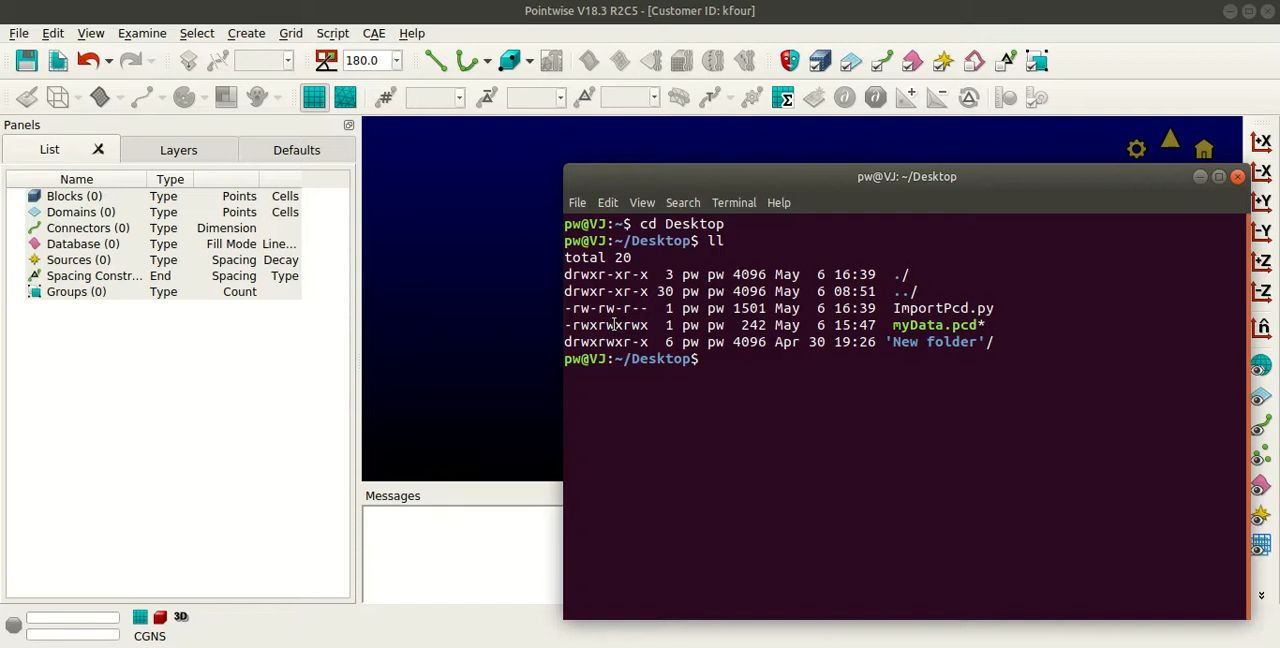 Pointwise V18.3 R2C5 - [Customer ID: kfour]
File Edit View Examine Select Create Grid Script CAE Help
180.0
Panels
List Layers Defaults
Name Type
Blocks (0) Type Points Cells
Domains (0) Type Points Cells
Connectors (0) Type Dimension
Database (0) Type Fill Mode Line...
Sources (0) Type Spacing Decay
Spacing Constr... End Spacing Type
Groups (0) Count
+X
-X
+Y
-Y
+Z
-Z
n̂
pw@VJ: ~/Desktop
File Edit View Search Terminal Help
pw@VJ:~$ cd Desktop
pw@VJ:~/Desktop$ ll
total 20
drwxr-xr-x 3 pw pw 4096 May 6 16:39 ./
drwxr-xr-x 30 pw pw 4096 May 6 08:51 ../
-rw-rw-r-- 1 pw pw 1501 May 6 16:39 ImportPcd.py
-rwxrwxrwx 1 pw pw 242 May 6 15:47 myData.pcd*
drwxrwxr-x 6 pw pw 4096 Apr 30 19:26 'New folder'/
pw@VJ:~/Desktop$
Messages
3D
CGNS